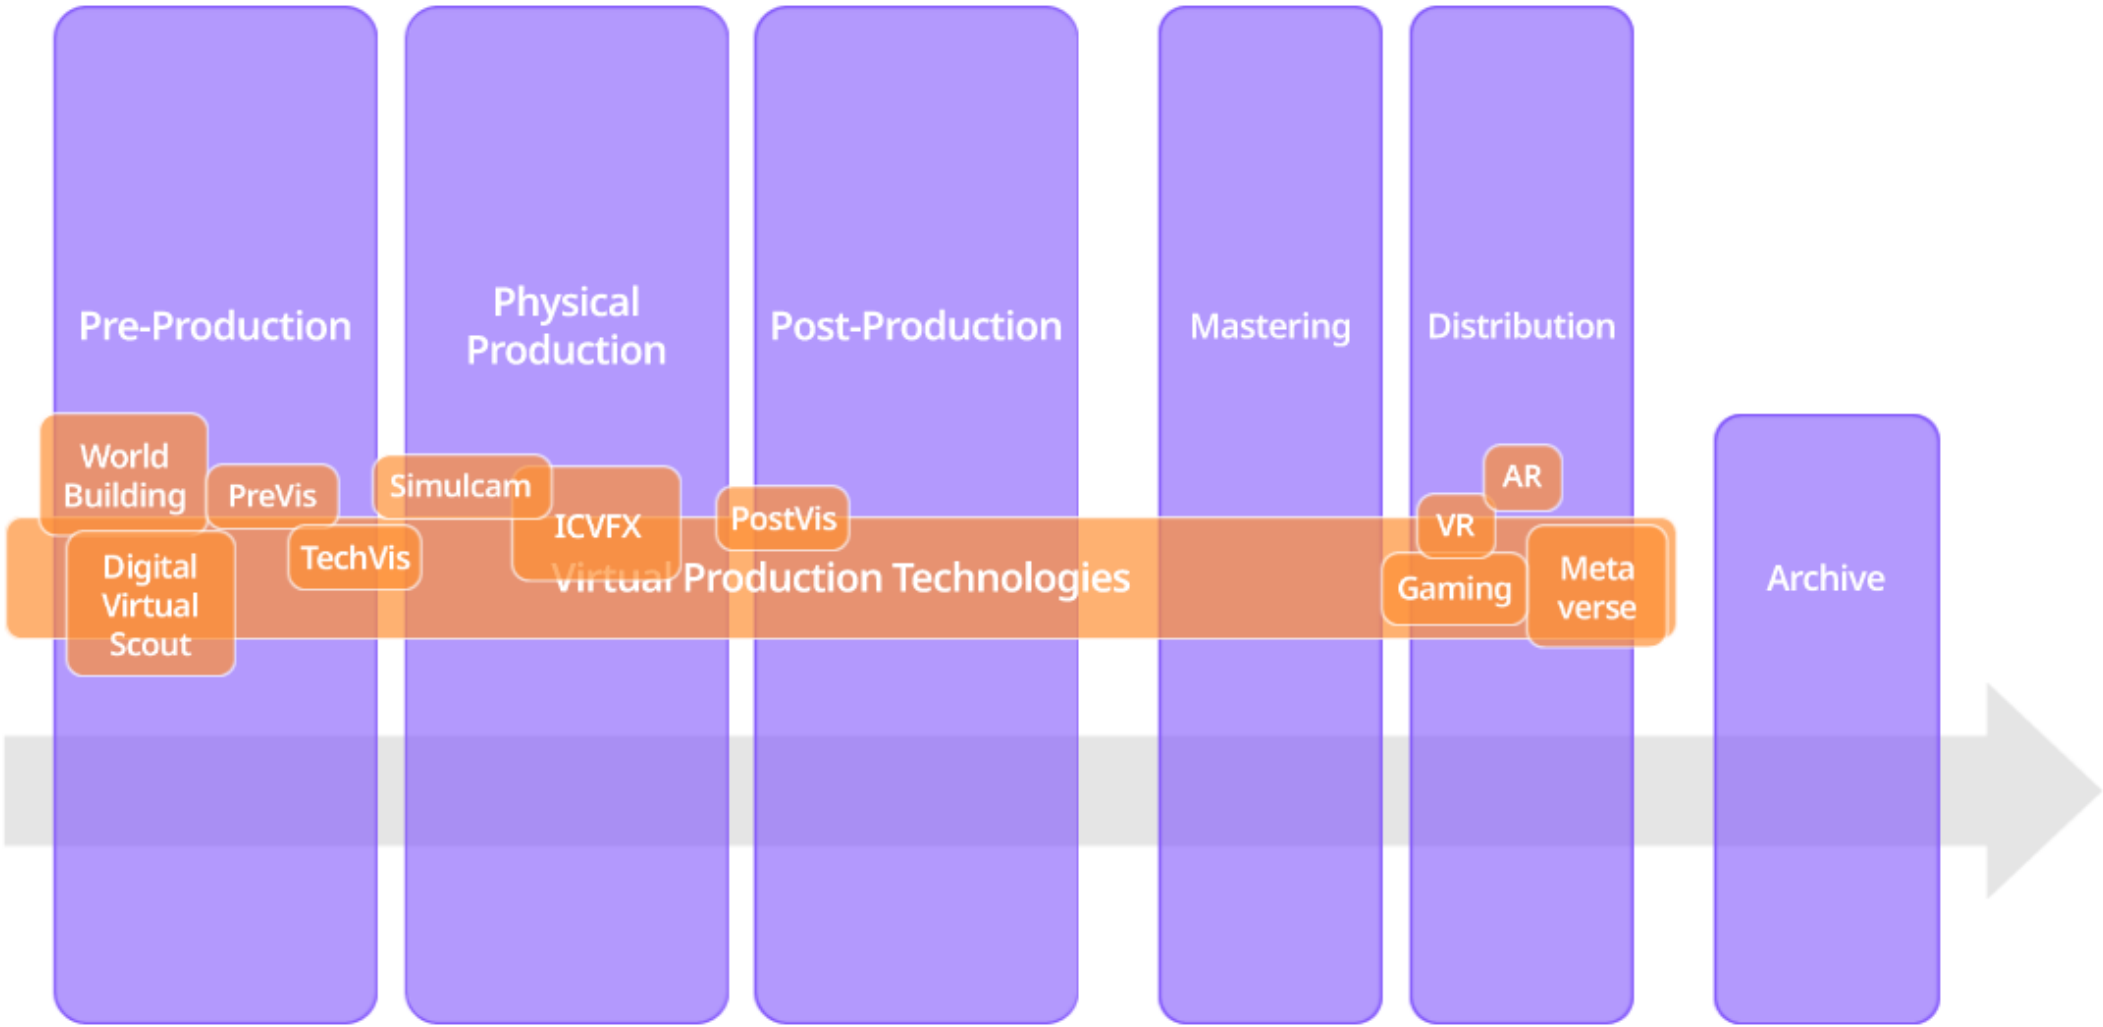 Pre-Production
Physical
Production
Post-Production
Mastering
Distribution
World
Building
PreVis
Simulcam
ICVFX
PostVis
AR
VR
Digital
Virtual
Scout
TechVis
Virtual Production Technologies
Gaming
Meta
verse
Archive